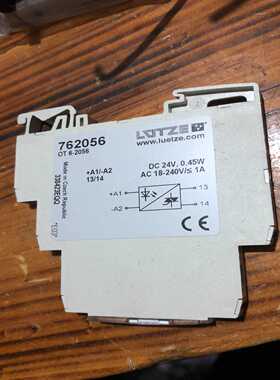 762056
OT 6-2056
LUTZE
www.luetze.com
+A1/-A2
13/14
DC 24V, 0.45W
AC 18-240V/≤ 1A
+A1
-A2
13
14
Made in Czech Republic
CE